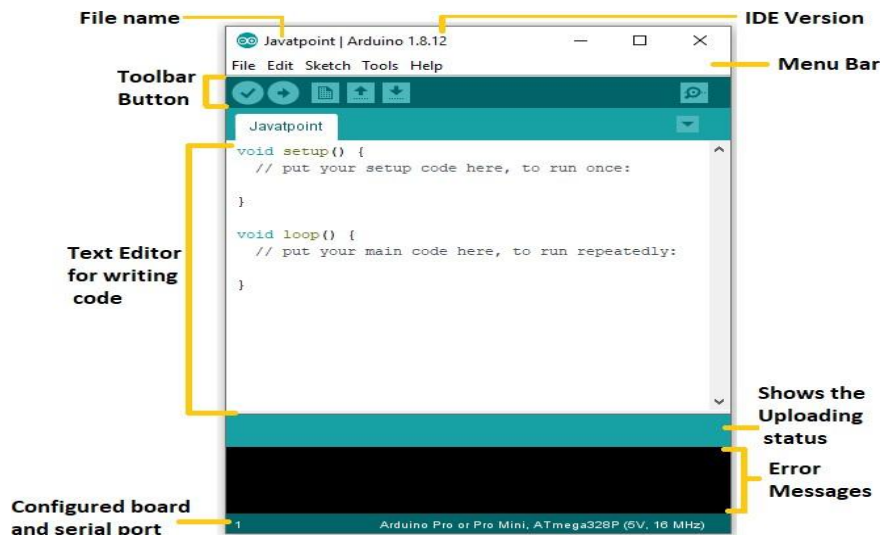 File name
IDE Version
Javatpoint | Arduino 1.8.12
File Edit Sketch Tools Help
Menu Bar
Toolbar
Button
Javatpoint
void setup() {
// put your setup code here, to run once:
}
void loop() {
// put your main code here, to run repeatedly:
}
Text Editor
for writing
code
Shows the
Uploading
status
Error
Messages
Configured board
and serial port
1
Arduino Pro or Pro Mini, ATmega328P (5V, 16 MHz)